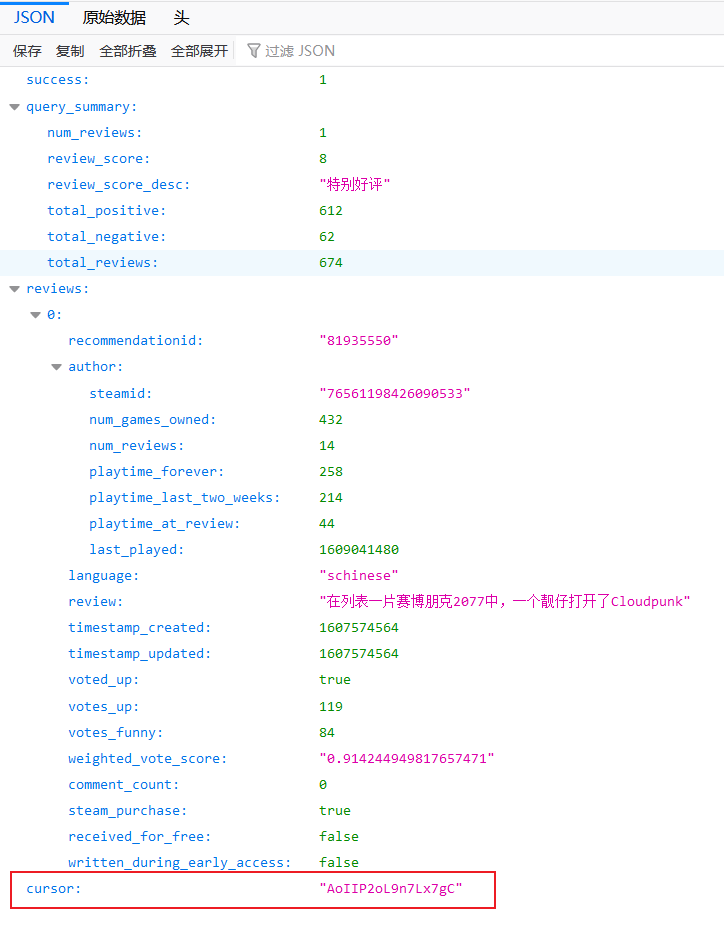 JSON 原始数据 头
保存 复制 全部折叠 全部展开 过滤 JSON
success: 1
query_summary:
num_reviews: 1
review_score: 8
review_score_desc: "特别好评"
total_positive: 612
total_negative: 62
total_reviews: 674
reviews:
0:
recommendationid: "81935550"
author:
steamid: "76561198426090533"
num_games_owned: 432
num_reviews: 14
playtime_forever: 258
playtime_last_two_weeks: 214
playtime_at_review: 44
last_played: 1609041480
language: "schinese"
review: "在列表一片赛博朋克2077中，一个靓仔打开了Cloudpunk"
timestamp_created: 1607574564
timestamp_updated: 1607574564
voted_up: true
votes_up: 119
votes_funny: 84
weighted_vote_score: "0.914244949817657471"
comment_count: 0
steam_purchase: true
received_for_free: false
written_during_early_access: false
cursor: "AoIIP2oL9n7Lx7gC"